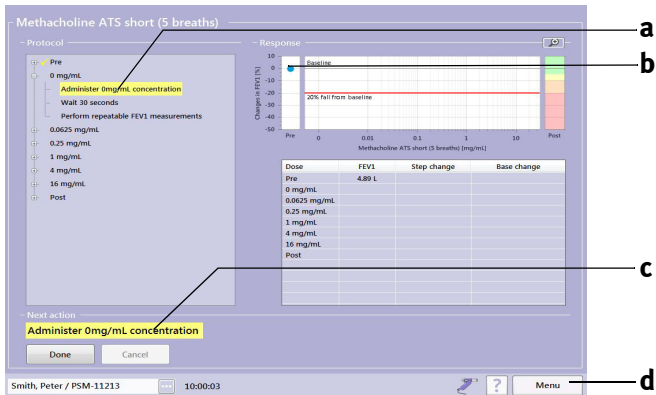 Methacholine ATS short (5 breaths)
a
Protocol
Pre
0 mg/mL
Administer 0mg/mL concentration
Wait 30 seconds
Perform repeatable FEV1 measurements
0.0625 mg/mL
0.25 mg/mL
1 mg/mL
4 mg/mL
16 mg/mL
Post
Response
b
Changes in FEV1 [%]
10
0
-10
-20
-30
-40
-50
Baseline
20% Fall from baseline
Pre 0 0.01 0.1 1 10 Post
Methacholine ATS short (5 breaths) [mg/mL]
Dose FEV1 Step change Base change
Pre 4.89 L
0 mg/mL
0.0625 mg/mL
0.25 mg/mL
1 mg/mL
4 mg/mL
16 mg/mL
Post
c
Next action
Administer 0mg/mL concentration
Done Cancel
Smith, Peter / PSM-11213 ... 10:00:03 ? Menu d